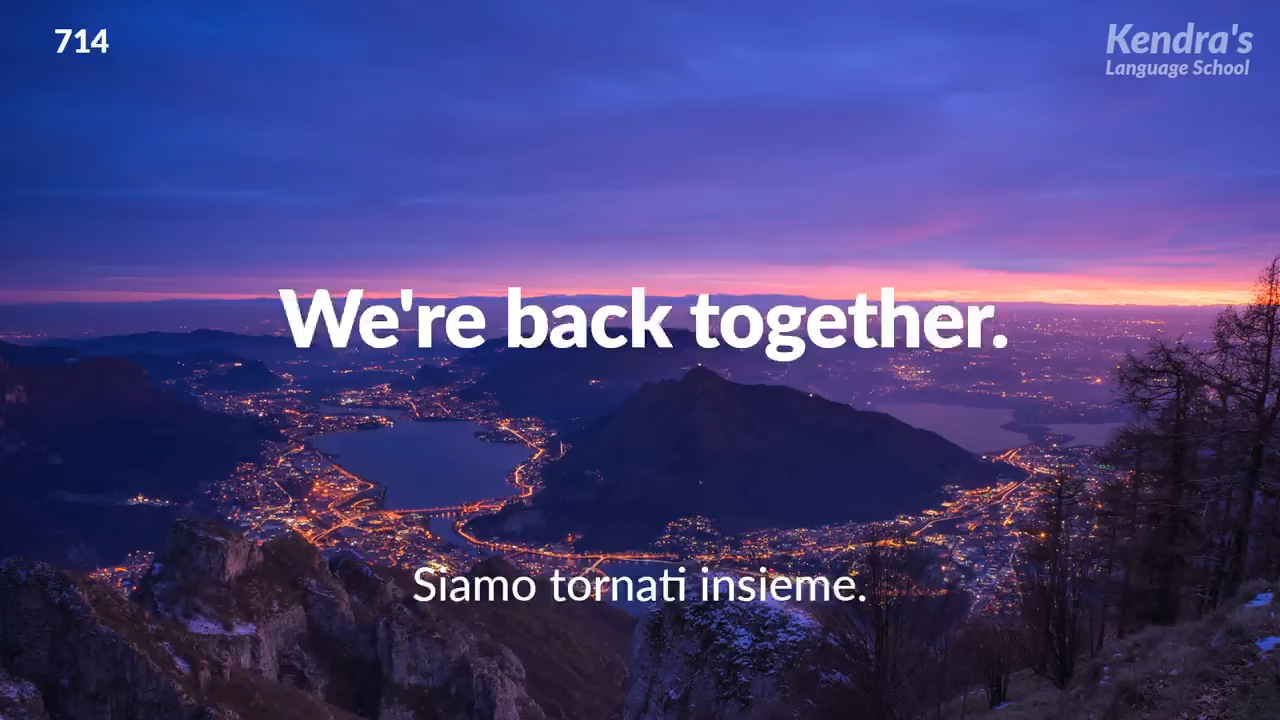 714
Kendra's
Language School
We're back together.
Siamo tornati insieme.